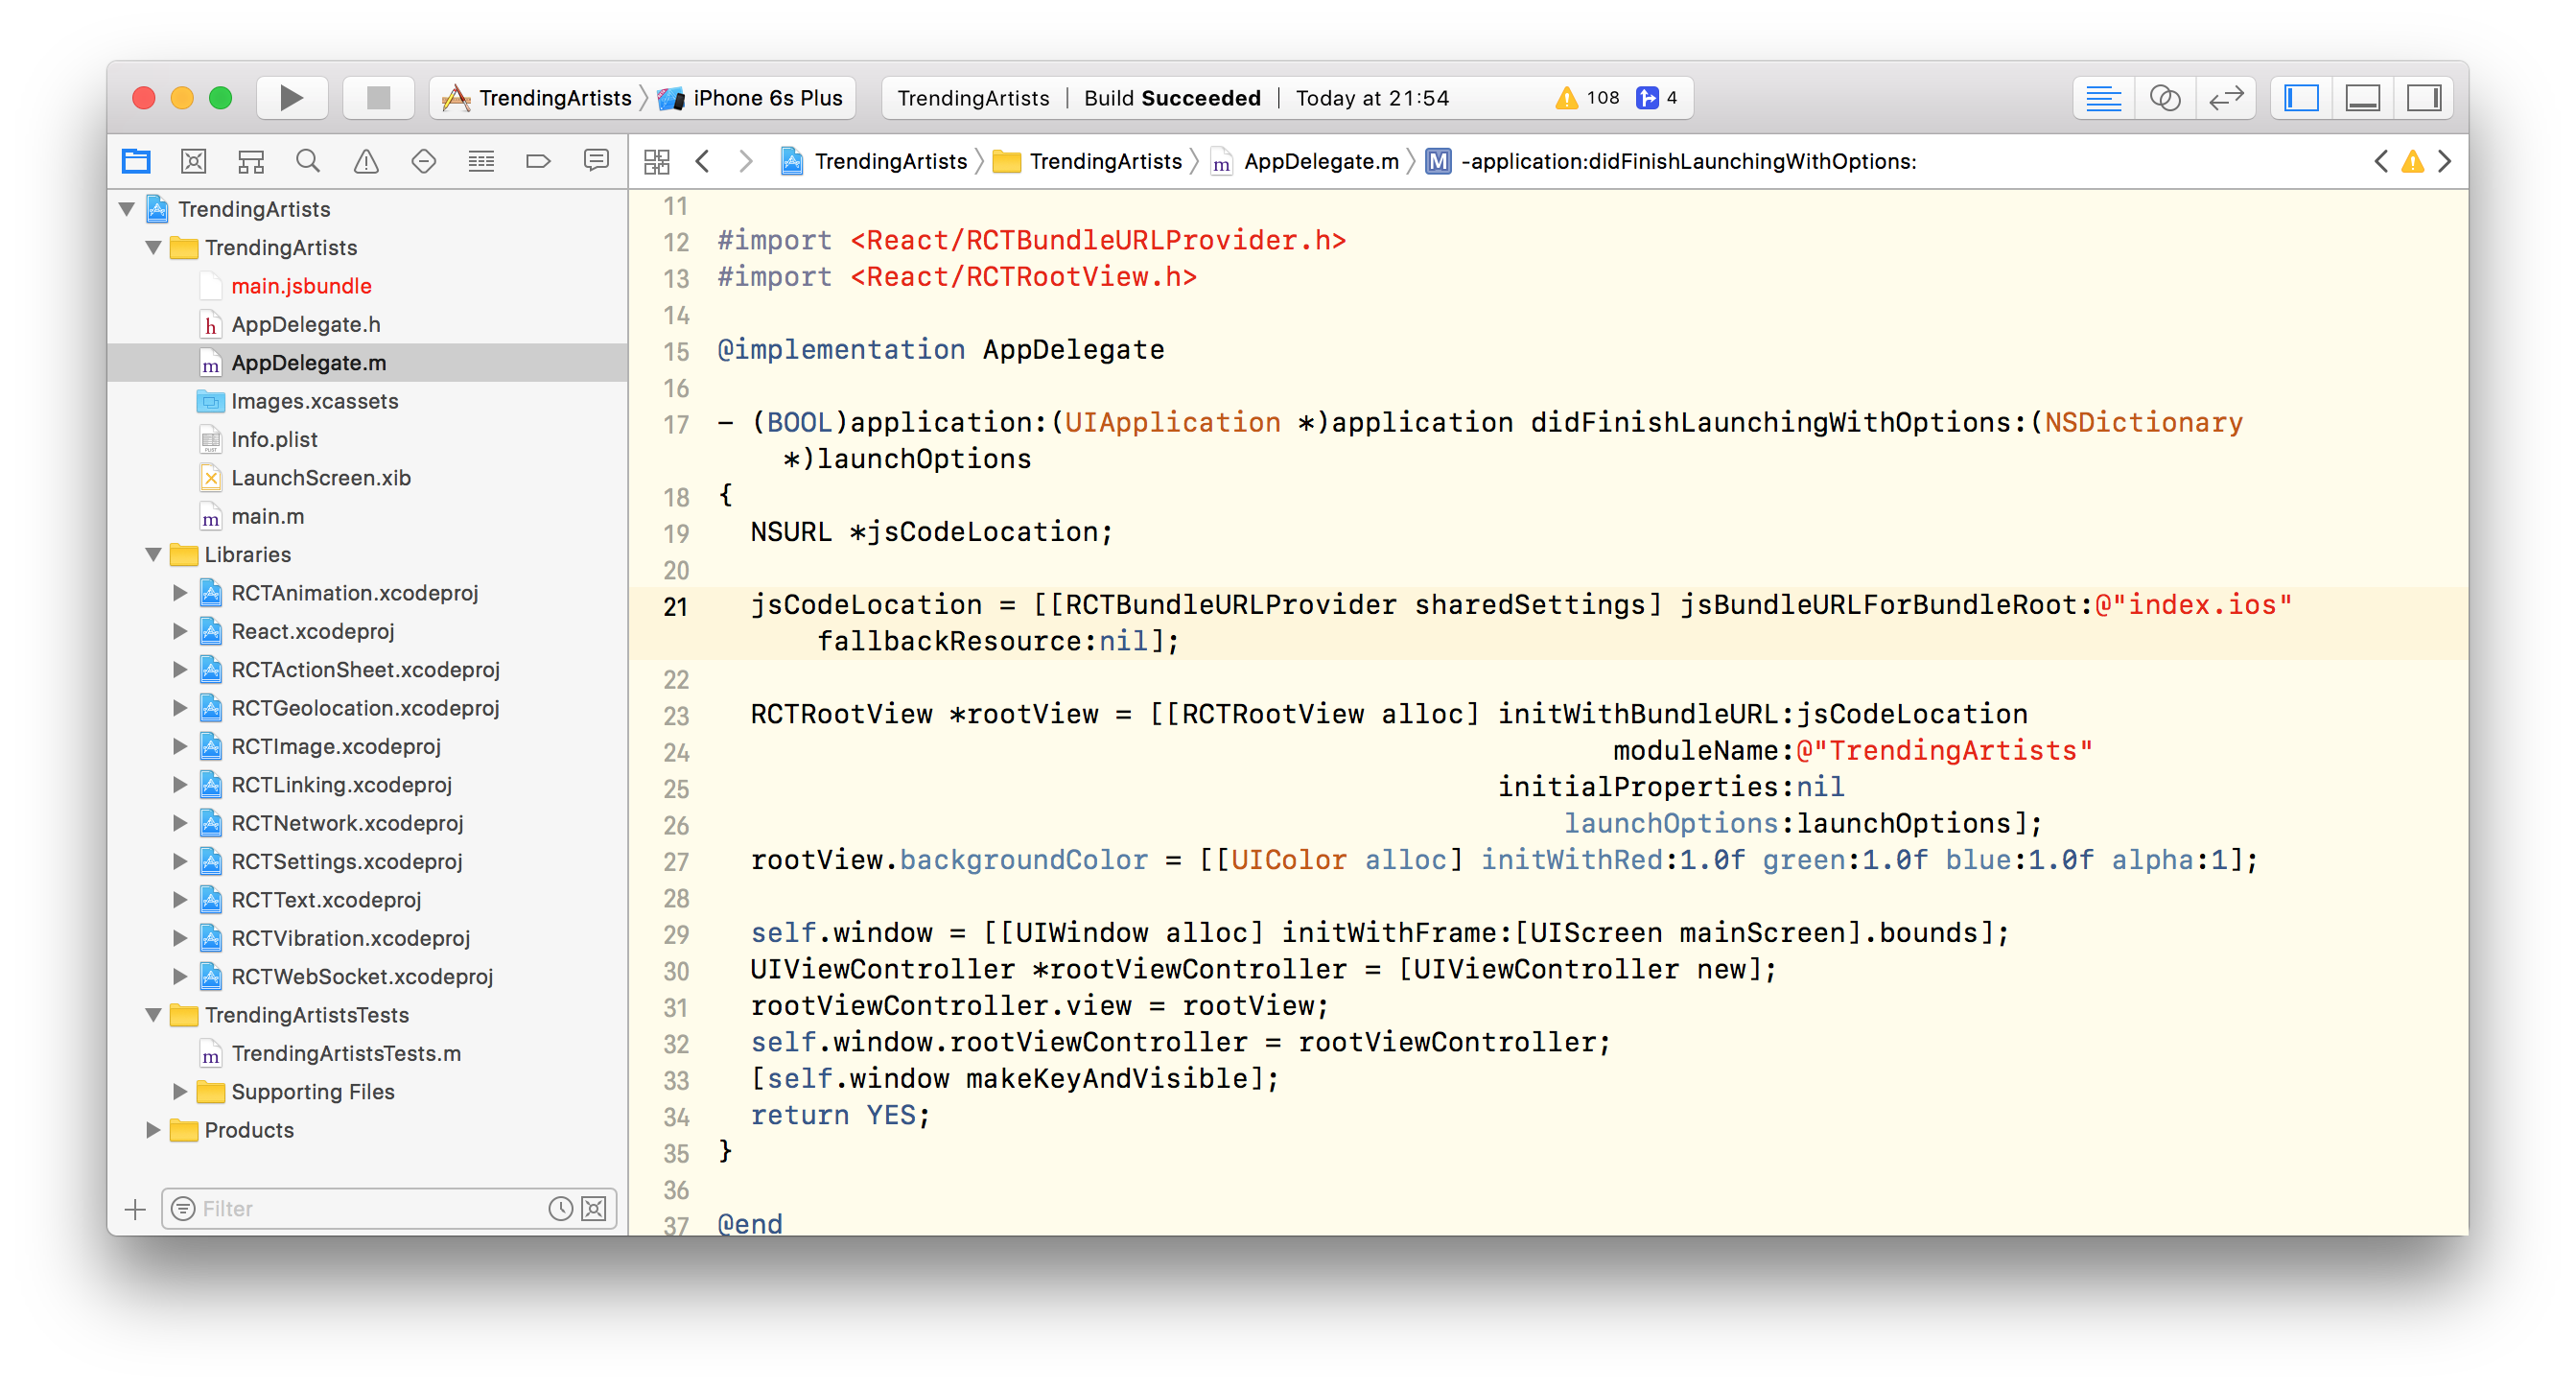 TrendingArtists iPhone 6s Plus TrendingArtists | Build Succeeded | Today at 21:54 108 4
TrendingArtists TrendingArtists m AppDelegate.m M -application:didFinishLaunchingWithOptions:
TrendingArtists
TrendingArtists
main.jsbundle
h AppDelegate.h
m AppDelegate.m
Images.xcassets
Info.plist
LaunchScreen.xib
m main.m
Libraries
RCTAnimation.xcodeproj
React.xcodeproj
RCTActionSheet.xcodeproj
RCTGeolocation.xcodeproj
RCTImage.xcodeproj
RCTLinking.xcodeproj
RCTNetwork.xcodeproj
RCTSettings.xcodeproj
RCTText.xcodeproj
RCTVibration.xcodeproj
RCTWebSocket.xcodeproj
TrendingArtistsTests
m TrendingArtistsTests.m
Supporting Files
Products
Filter
11
12 #import <React/RCTBundleURLProvider.h>
13 #import <React/RCTRootView.h>
14
15 @implementation AppDelegate
16
17 - (BOOL)application:(UIApplication *)application didFinishLaunchingWithOptions:(NSDictionary
*)launchOptions
18 {
19 NSURL *jsCodeLocation;
20
21 jsCodeLocation = [[RCTBundleURLProvider sharedSettings] jsBundleURLForBundleRoot:@"index.ios"
fallbackResource:nil];
22
23 RCTRootView *rootView = [[RCTRootView alloc] initWithBundleURL:jsCodeLocation
24 moduleName:@"TrendingArtists"
25 initialProperties:nil
26 launchOptions:launchOptions];
27 rootView.backgroundColor = [[UIColor alloc] initWithRed:1.0f green:1.0f blue:1.0f alpha:1];
28
29 self.window = [[UIWindow alloc] initWithFrame:[UIScreen mainScreen].bounds];
30 UIViewController *rootViewController = [UIViewController new];
31 rootViewController.view = rootView;
32 self.window.rootViewController = rootViewController;
33 [self.window makeKeyAndVisible];
34 return YES;
35 }
36
37 @end